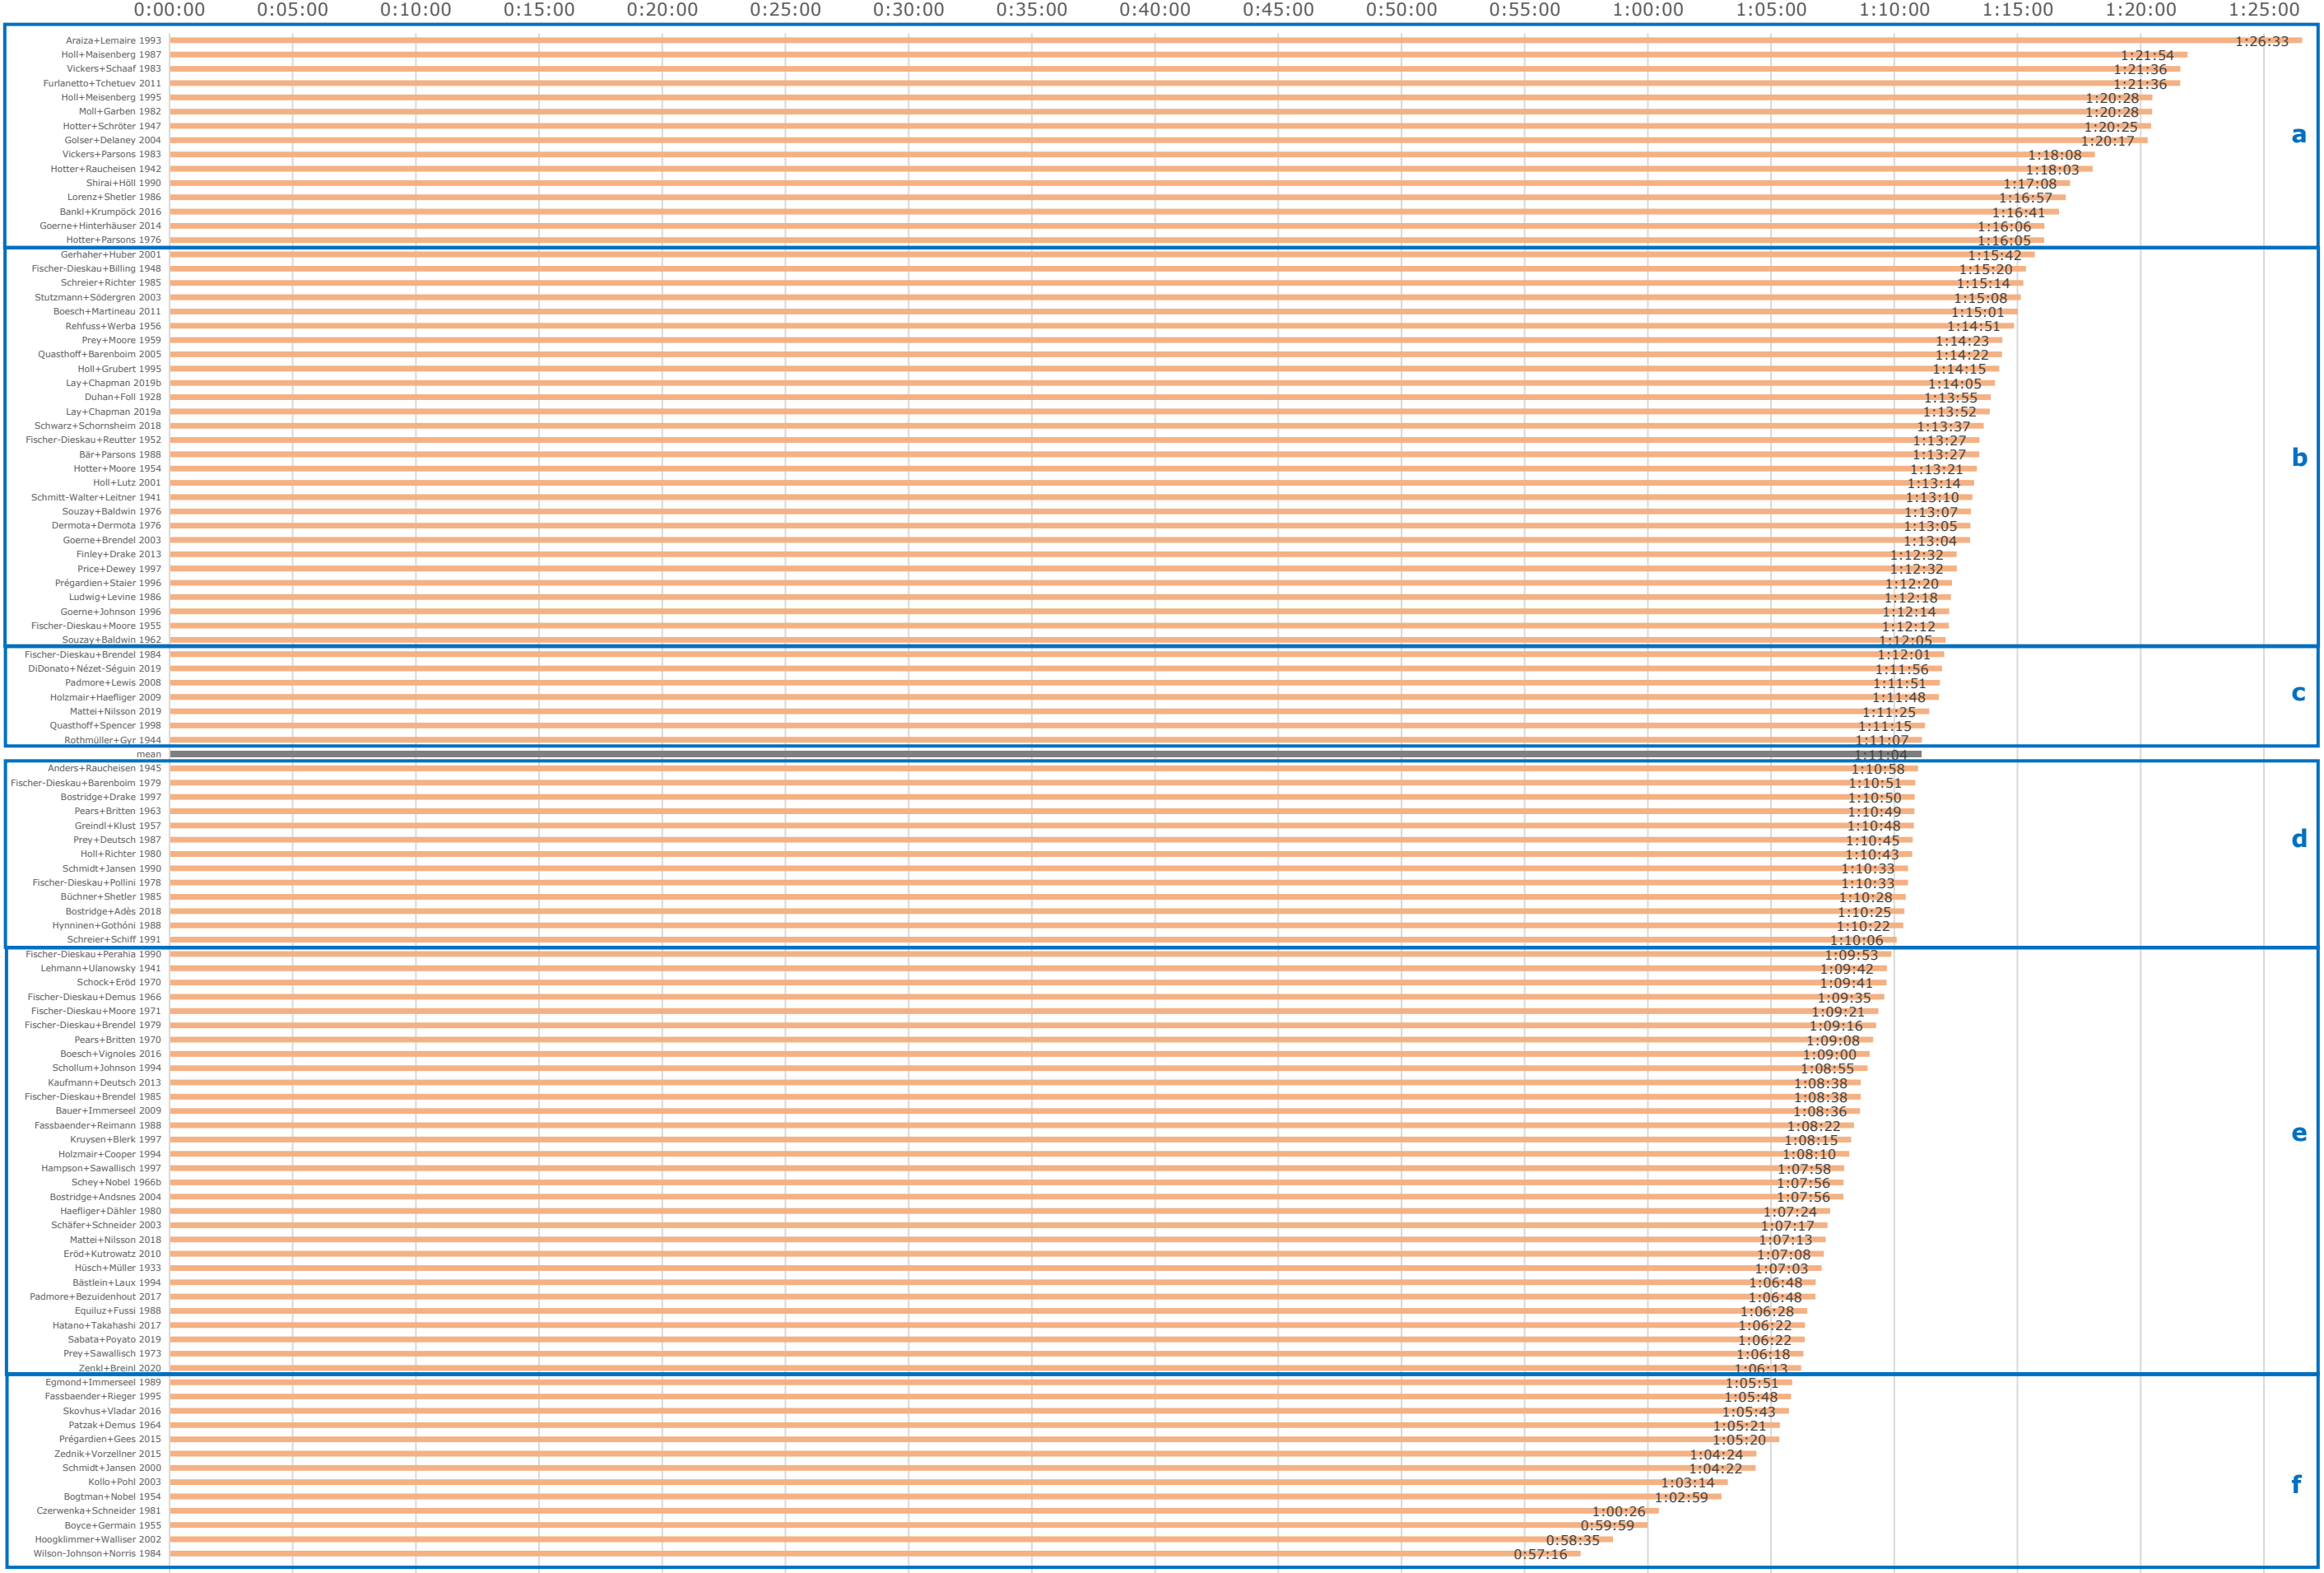 0:00:00 0:05:00 0:10:00 0:15:00 0:20:00 0:25:00 0:30:00 0:35:00 0:40:00 0:45:00 0:50:00 0:55:00 1:00:00 1:05:00 1:10:00 1:15:00 1:20:00 1:25:00
Araiza+Lemaire 1993 1:26:33
Holl+Maisenberg 1987 1:21:54
Vickers+Schaaf 1983 1:21:36
Furlanetto+Tchetuev 2011 1:21:36
Holl+Meisenberg 1995 1:20:28
Moll+Garben 1982 1:20:28
Hotter+Schröter 1947 1:20:25
a
Golser+Delaney 2004 1:20:17
Vickers+Parsons 1983 1:18:08
Hotter+Raucheisen 1942 1:18:03
Shirai+Höll 1990 1:17:08
Lorenz+Shetler 1986 1:16:57
Bankl+Krumpöck 2016 1:16:41
Goerne+Hinterhäuser 2014 1:16:06
Hotter+Parsons 1976 1:16:05
Gerhaher+Huber 2001 1:15:42
Fischer-Dieskau+Billing 1948 1:15:20
Schreier+Richter 1985 1:15:14
Stutzmann+Södergren 2003 1:15:08
Boesch+Martineau 2011 1:15:01
Rehfuss+Werba 1956 1:14:51
Prey+Moore 1959 1:14:23
Quasthoff+Barenboim 2005 1:14:22
Holl+Grubert 1995 1:14:15
Lay+Chapman 2019b 1:14:05
Duhan+Foll 1928 1:13:55
Lay+Chapman 2019a 1:13:52
Schwarz+Schornsheim 2018 1:13:37
Fischer-Dieskau+Reutter 1952 1:13:27
Bär+Parsons 1988 1:13:27
b
Hotter+Moore 1954 1:13:21
Holl+Lutz 2001 1:13:14
Schmitt-Walter+Leitner 1941 1:13:10
Souzay+Baldwin 1976 1:13:07
Dermota+Dermota 1976 1:13:05
Goerne+Brendel 2003 1:13:04
Finley+Drake 2013 1:12:32
Price+Dewey 1997 1:12:32
Prégardien+Staier 1996 1:12:20
Ludwig+Levine 1986 1:12:18
Goerne+Johnson 1996 1:12:14
Fischer-Dieskau+Moore 1955 1:12:12
Souzay+Baldwin 1962 1:12:05
Fischer-Dieskau+Brendel 1984 1:12:01
DiDonato+Nézet-Séguin 2019 1:11:56
Padmore+Lewis 2008 1:11:51
c
Holzmair+Haefliger 2009 1:11:48
Mattei+Nilsson 2019 1:11:25
Quasthoff+Spencer 1998 1:11:15
Rothmüller+Gyr 1944 1:11:07
mean 1:11:04
Anders+Raucheisen 1945 1:10:58
Fischer-Dieskau+Barenboim 1979 1:10:51
Bostridge+Drake 1997 1:10:50
Pears+Britten 1963 1:10:49
Greindl+Klust 1957 1:10:48
Prey+Deutsch 1987 1:10:45
d
Holl+Richter 1980 1:10:43
Schmidt+Jansen 1990 1:10:33
Fischer-Dieskau+Pollini 1978 1:10:33
Büchner+Shetler 1985 1:10:28
Bostridge+Adès 2018 1:10:25
Hynninen+Gothóni 1988 1:10:22
Schreier+Schiff 1991 1:10:06
Fischer-Dieskau+Perahia 1990 1:09:53
Lehmann+Ulanowsky 1941 1:09:42
Schock+Eröd 1970 1:09:41
Fischer-Dieskau+Demus 1966 1:09:35
Fischer-Dieskau+Moore 1971 1:09:21
Fischer-Dieskau+Brendel 1979 1:09:16
Pears+Britten 1970 1:09:08
Boesch+Vignoles 2016 1:09:00
Schollum+Johnson 1994 1:08:55
Kaufmann+Deutsch 2013 1:08:38
Fischer-Dieskau+Brendel 1985 1:08:38
Bauer+Immerseel 2009 1:08:36
Fassbaender+Reimann 1988 1:08:22
e
Kruysen+Blerk 1997 1:08:15
Holzmair+Cooper 1994 1:08:10
Hampson+Sawallisch 1997 1:07:58
Schey+Nobel 1966b 1:07:56
Bostridge+Andsnes 2004 1:07:56
Haefliger+Dähler 1980 1:07:24
Schäfer+Schneider 2003 1:07:17
Mattei+Nilsson 2018 1:07:13
Eröd+Kutrowatz 2010 1:07:08
Hüsch+Müller 1933 1:07:03
Bästlein+Laux 1994 1:06:48
Padmore+Bezuidenhout 2017 1:06:48
Equiluz+Fussi 1988 1:06:28
Hatano+Takahashi 2017 1:06:22
Sabata+Poyato 2019 1:06:22
Prey+Sawallisch 1973 1:06:18
Zenkl+Breinl 2020 1:06:13
Egmond+Immerseel 1989 1:05:51
Fassbaender+Rieger 1995 1:05:48
Skovhus+Vladar 2016 1:05:43
Patzak+Demus 1964 1:05:21
Prégardien+Gees 2015 1:05:20
Zednik+Vorzellner 2015 1:04:24
Schmidt+Jansen 2000 1:04:22
Kollo+Pohl 2003 1:03:14
f
Bogtman+Nobel 1954 1:02:59
Czerwenka+Schneider 1981 1:00:26
Boyce+Germain 1955 0:59:59
Hoogklimmer+Walliser 2002 0:58:35
Wilson-Johnson+Norris 1984 0:57:16